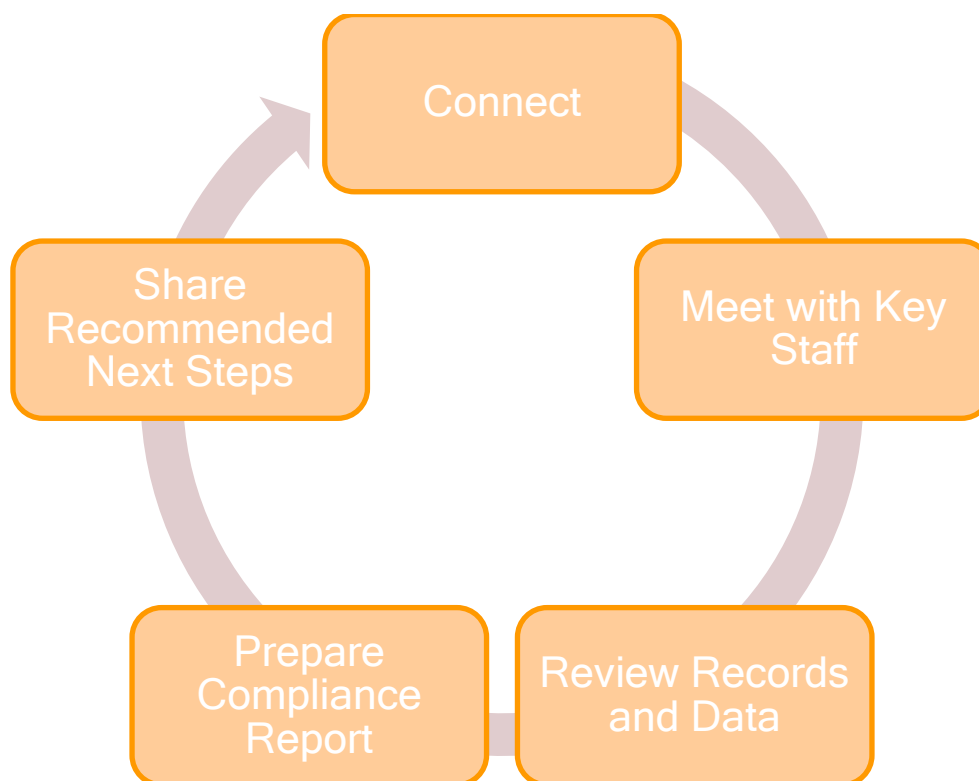 Connect
Meet with Key
Staff
Review Records
and Data
Prepare
Compliance
Report
Share
Recommended
Next Steps